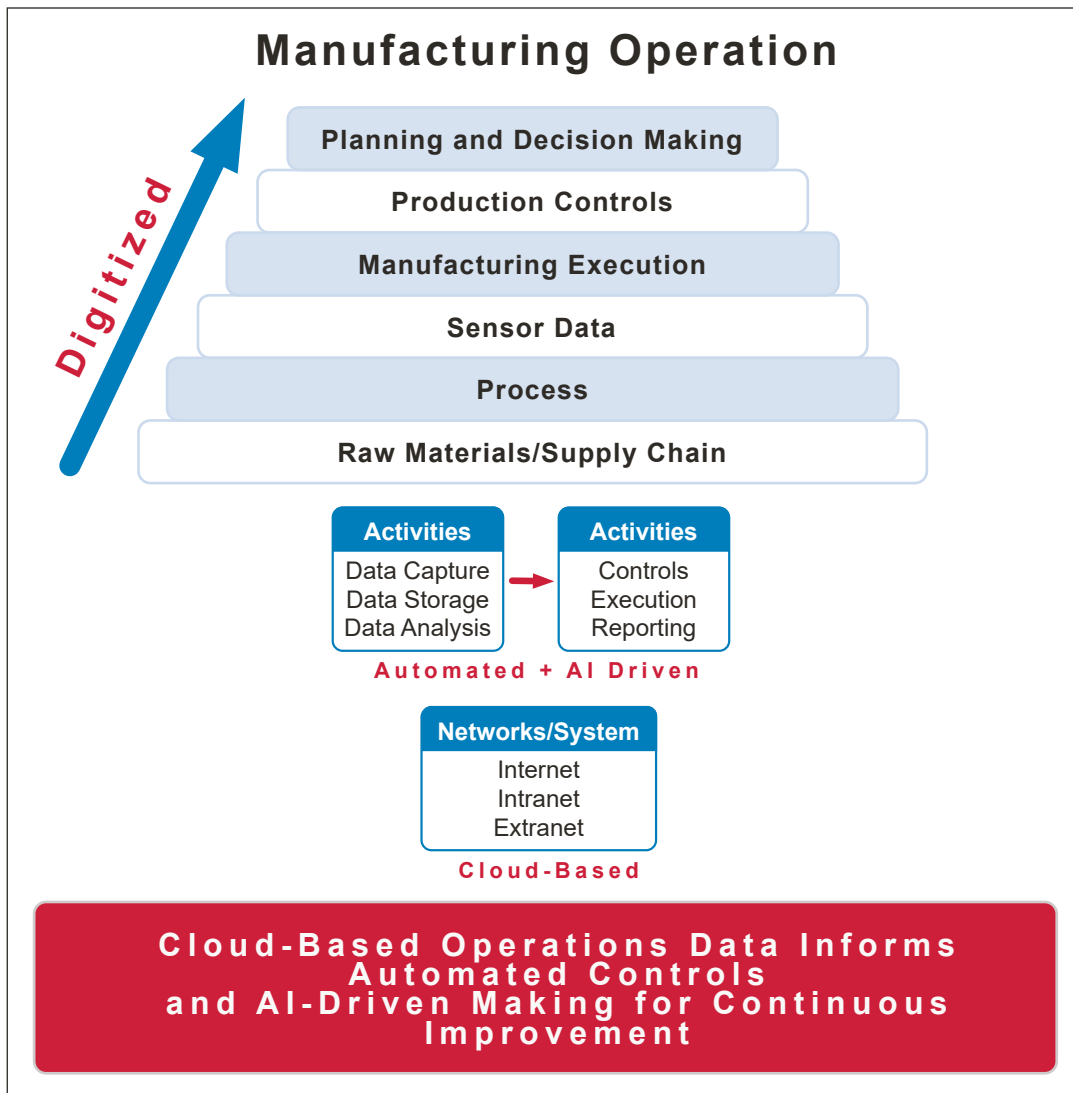 Manufacturing Operation
Digitized
Planning and Decision Making
Production Controls
Manufacturing Execution
Sensor Data
Process
Raw Materials/Supply Chain
Activities
Data Capture
Data Storage
Data Analysis
Activities
Controls
Execution
Reporting
Automated + AI Driven
Networks/System
Internet
Intranet
Extranet
Cloud-Based
Cloud-Based Operations Data Informs
Automated Controls
and AI-Driven Making for Continuous
Improvement